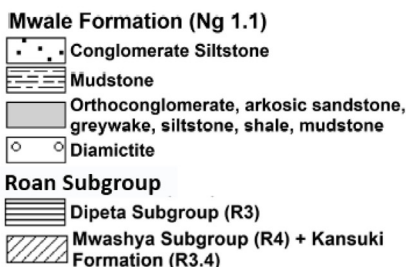 Mwale Formation (Ng 1.1)
Conglomerate Siltstone
Mudstone
Orthoconglomerate, arkosic sandstone,
greywake, siltstone, shale, mudstone
Diamictite
Roan Subgroup
Dipeta Subgroup (R3)
Mwashya Subgroup (R4) + Kansuki
Formation (R3.4)